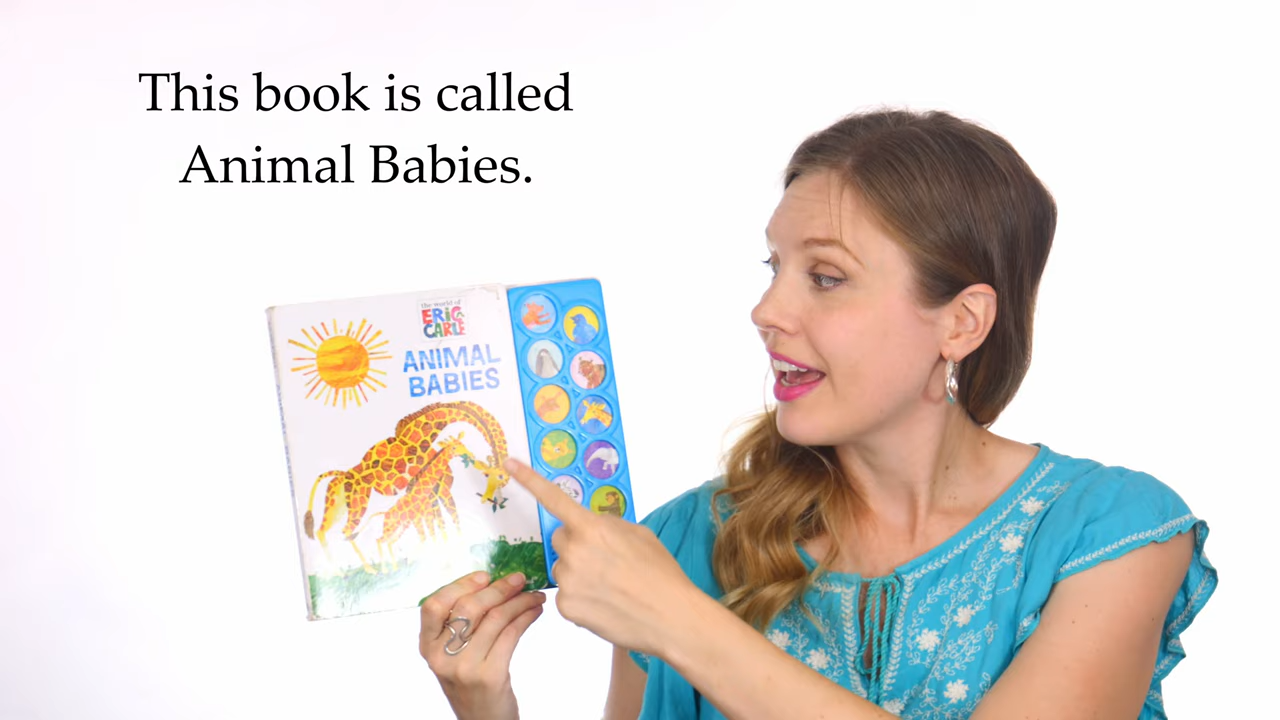 This book is called
Animal Babies.
the world of
ERIC
CARLE
ANIMAL
BABIES